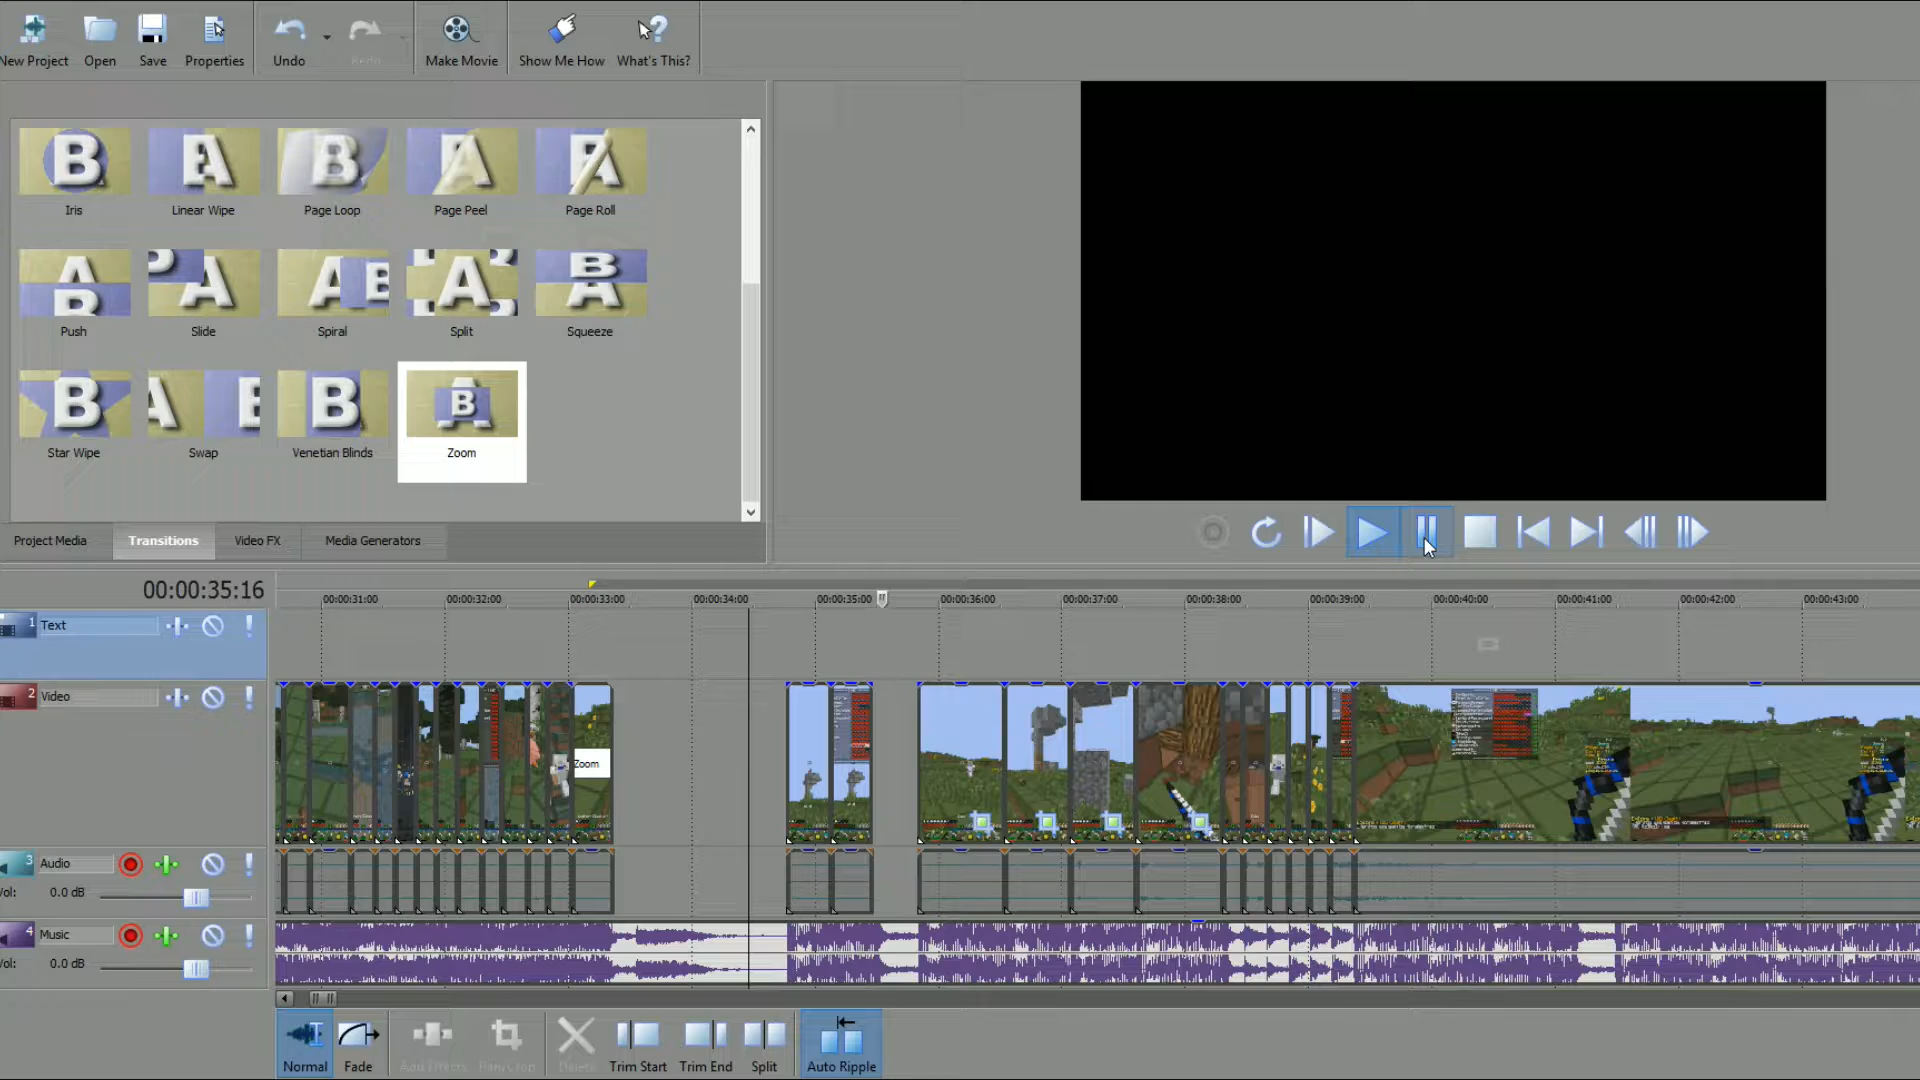 New Project Open Save Properties Undo Redo Make Movie Show Me How What's This?
Iris Linear Wipe Page Loop Page Peel Page Roll
Push Slide Spiral Split Squeeze
Star Wipe Swap Venetian Blinds Zoom
Project Media Transitions Video FX Media Generators
00:00:35:16
00:00:31:00 00:00:32:00 00:00:33:00 00:00:34:00 00:00:35:00 00:00:36:00 00:00:37:00 00:00:38:00 00:00:39:00 00:00:40:00 00:00:41:00 00:00:42:00 00:00:43:00
1 Text
2 Video
Zoom
3 Audio
Vol: 0.0 dB
4 Music
Vol: 0.0 dB
Normal Fade Add Effects Pan/Crop Delete Trim Start Trim End Split Auto Ripple